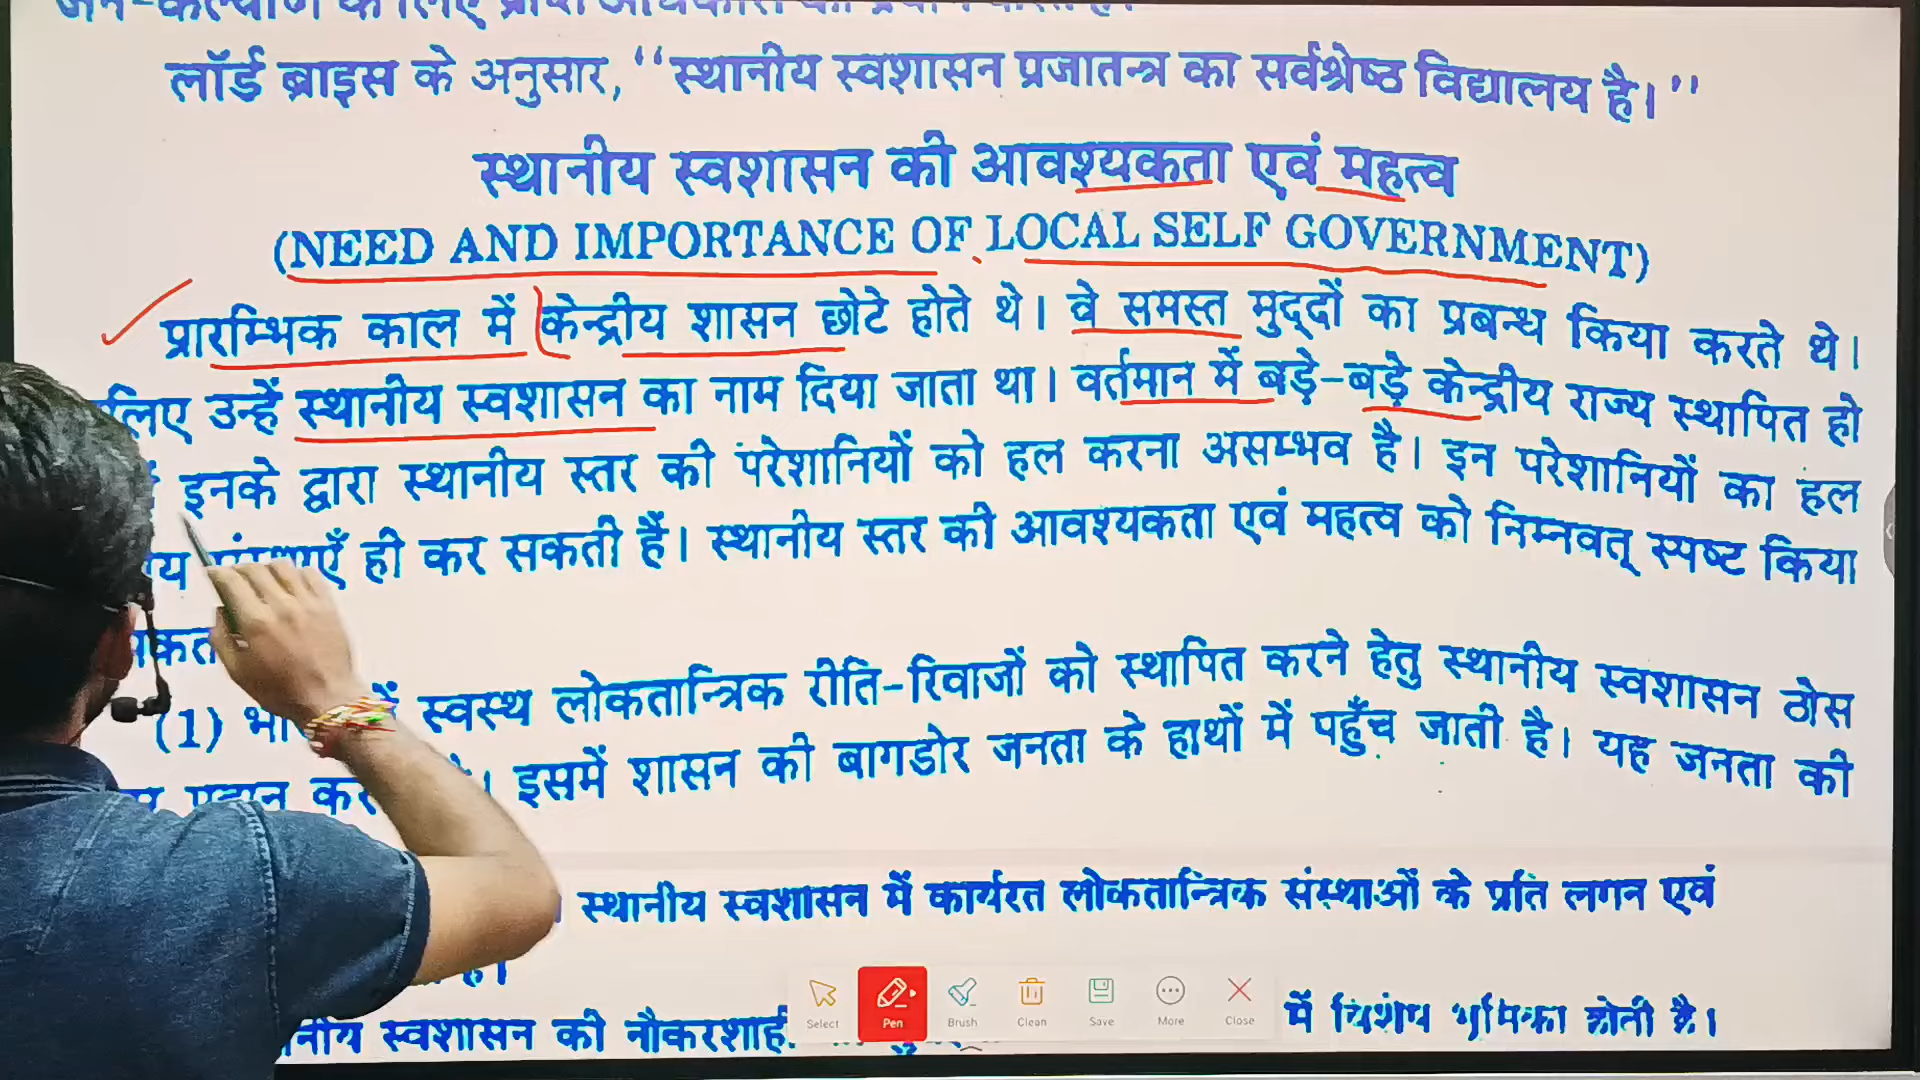 लॉर्ड ब्राइस के अनुसार, ‘‘स्थानीय स्वशासन प्रजातन्त्र का सर्वश्रेष्ठ विद्यालय है।’’
स्थानीय स्वशासन की आवश्यकता एवं महत्व
(NEED AND IMPORTANCE OF LOCAL SELF GOVERNMENT)
प्रारम्भिक काल में केन्द्रीय शासन छोटे होते थे। वे समस्त मुद्दों का प्रबन्ध किया करते थे।
उन्हें स्थानीय स्वशासन का नाम दिया जाता था। वर्तमान में बड़े-बड़े केन्द्रीय राज्य स्थापित हो
इनके द्वारा स्थानीय स्तर की परेशानियों को हल करना असम्भव है। इन परेशानियों का हल
ही कर सकती हैं। स्थानीय स्तर की आवश्यकता एवं महत्व को निम्नवत् स्पष्ट किया
(1) स्वस्थ लोकतान्त्रिक रीति-रिवाजों को स्थापित करने हेतु स्थानीय स्वशासन ठोस
इसमें शासन की बागडोर जनता के हाथों में पहुँच जाती है। यह जनता की
स्थानीय स्वशासन में कार्यरत लोकतान्त्रिक संस्थाओं के प्रति लगन एवं
स्वशासन की में विशेष भूमिका होती है।
Select Pen Brush Clean Save More Close